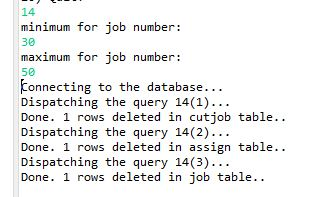 14
minimum for job number:
30
maximum for job number:
50
Connecting to the database...
Dispatching the query 14(1)...
Done. 1 rows deleted in cutjob table..
Dispatching the query 14(2)...
Done. 1 rows deleted in assign table..
Dispatching the query 14(3)...
Done. 1 rows deleted in job table..